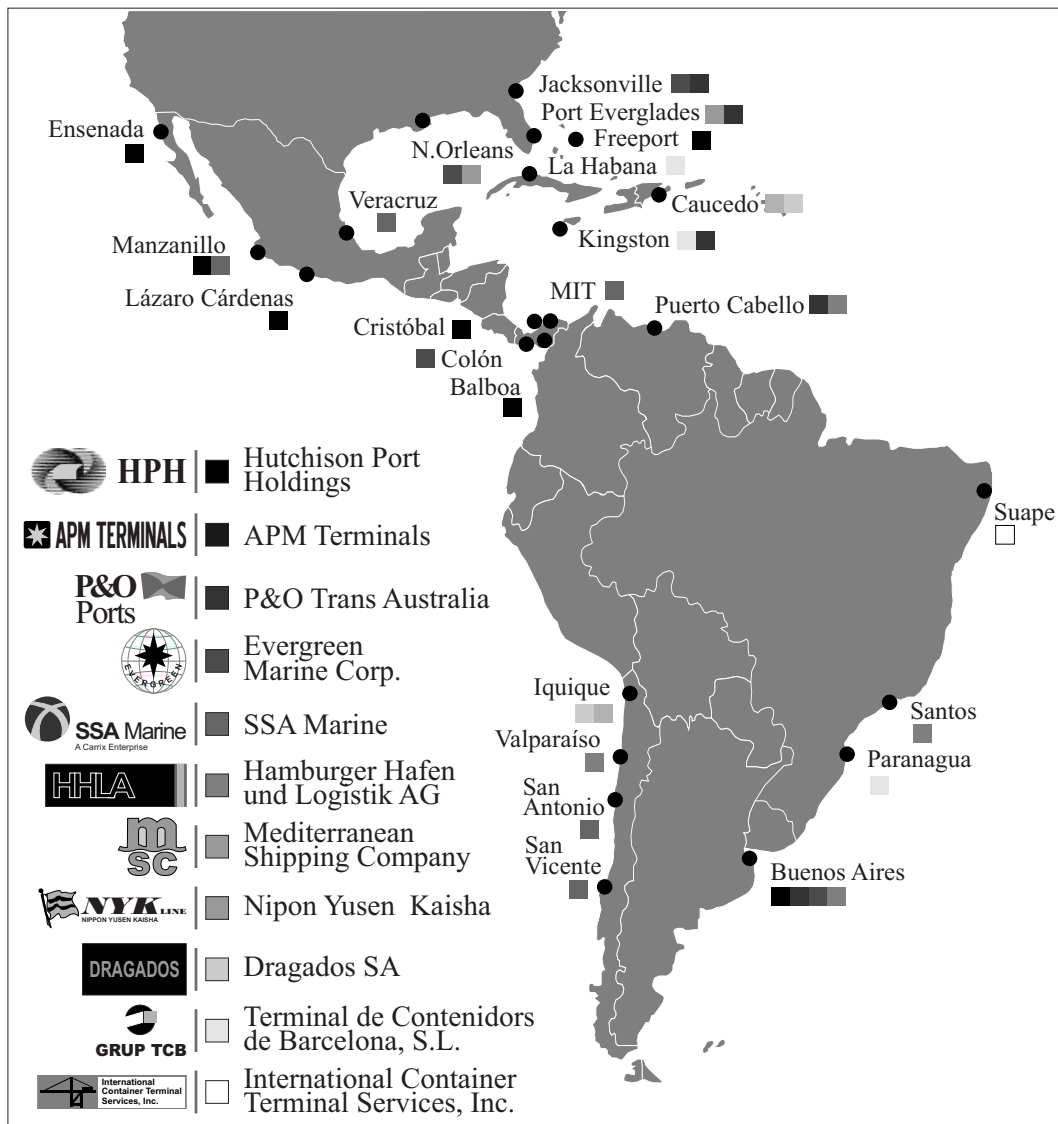 Jacksonville
Port Everglades
Freeport
Ensenada
N.Orleans
La Habana
Veracruz
Caucedo
Kingston
Manzanillo
MIT
Lázaro Cárdenas
Puerto Cabello
Cristóbal
Colón
Balboa
HPH
Hutchison Port
Holdings
Suape
APM TERMINALS
APM Terminals
P&O
Ports
P&O Trans Australia
EVERGREEN
Evergreen
Marine Corp.
Iquique
Santos
SSA Marine
A Carrix Enterprise
SSA Marine
Valparaíso
Paranagua
HHLA
Hamburger Hafen
und Logistik AG
San
Antonio
msc
Mediterranean
Shipping Company
San
Vicente
Buenos Aires
NYK LINE
NIPPON YUSEN KAISHA
Nipon Yusen Kaisha
DRAGADOS
Dragados SA
GRUP TCB
Terminal de Contenidors
de Barcelona, S.L.
International
Container Terminal
Services, Inc.
International Container
Terminal Services, Inc.